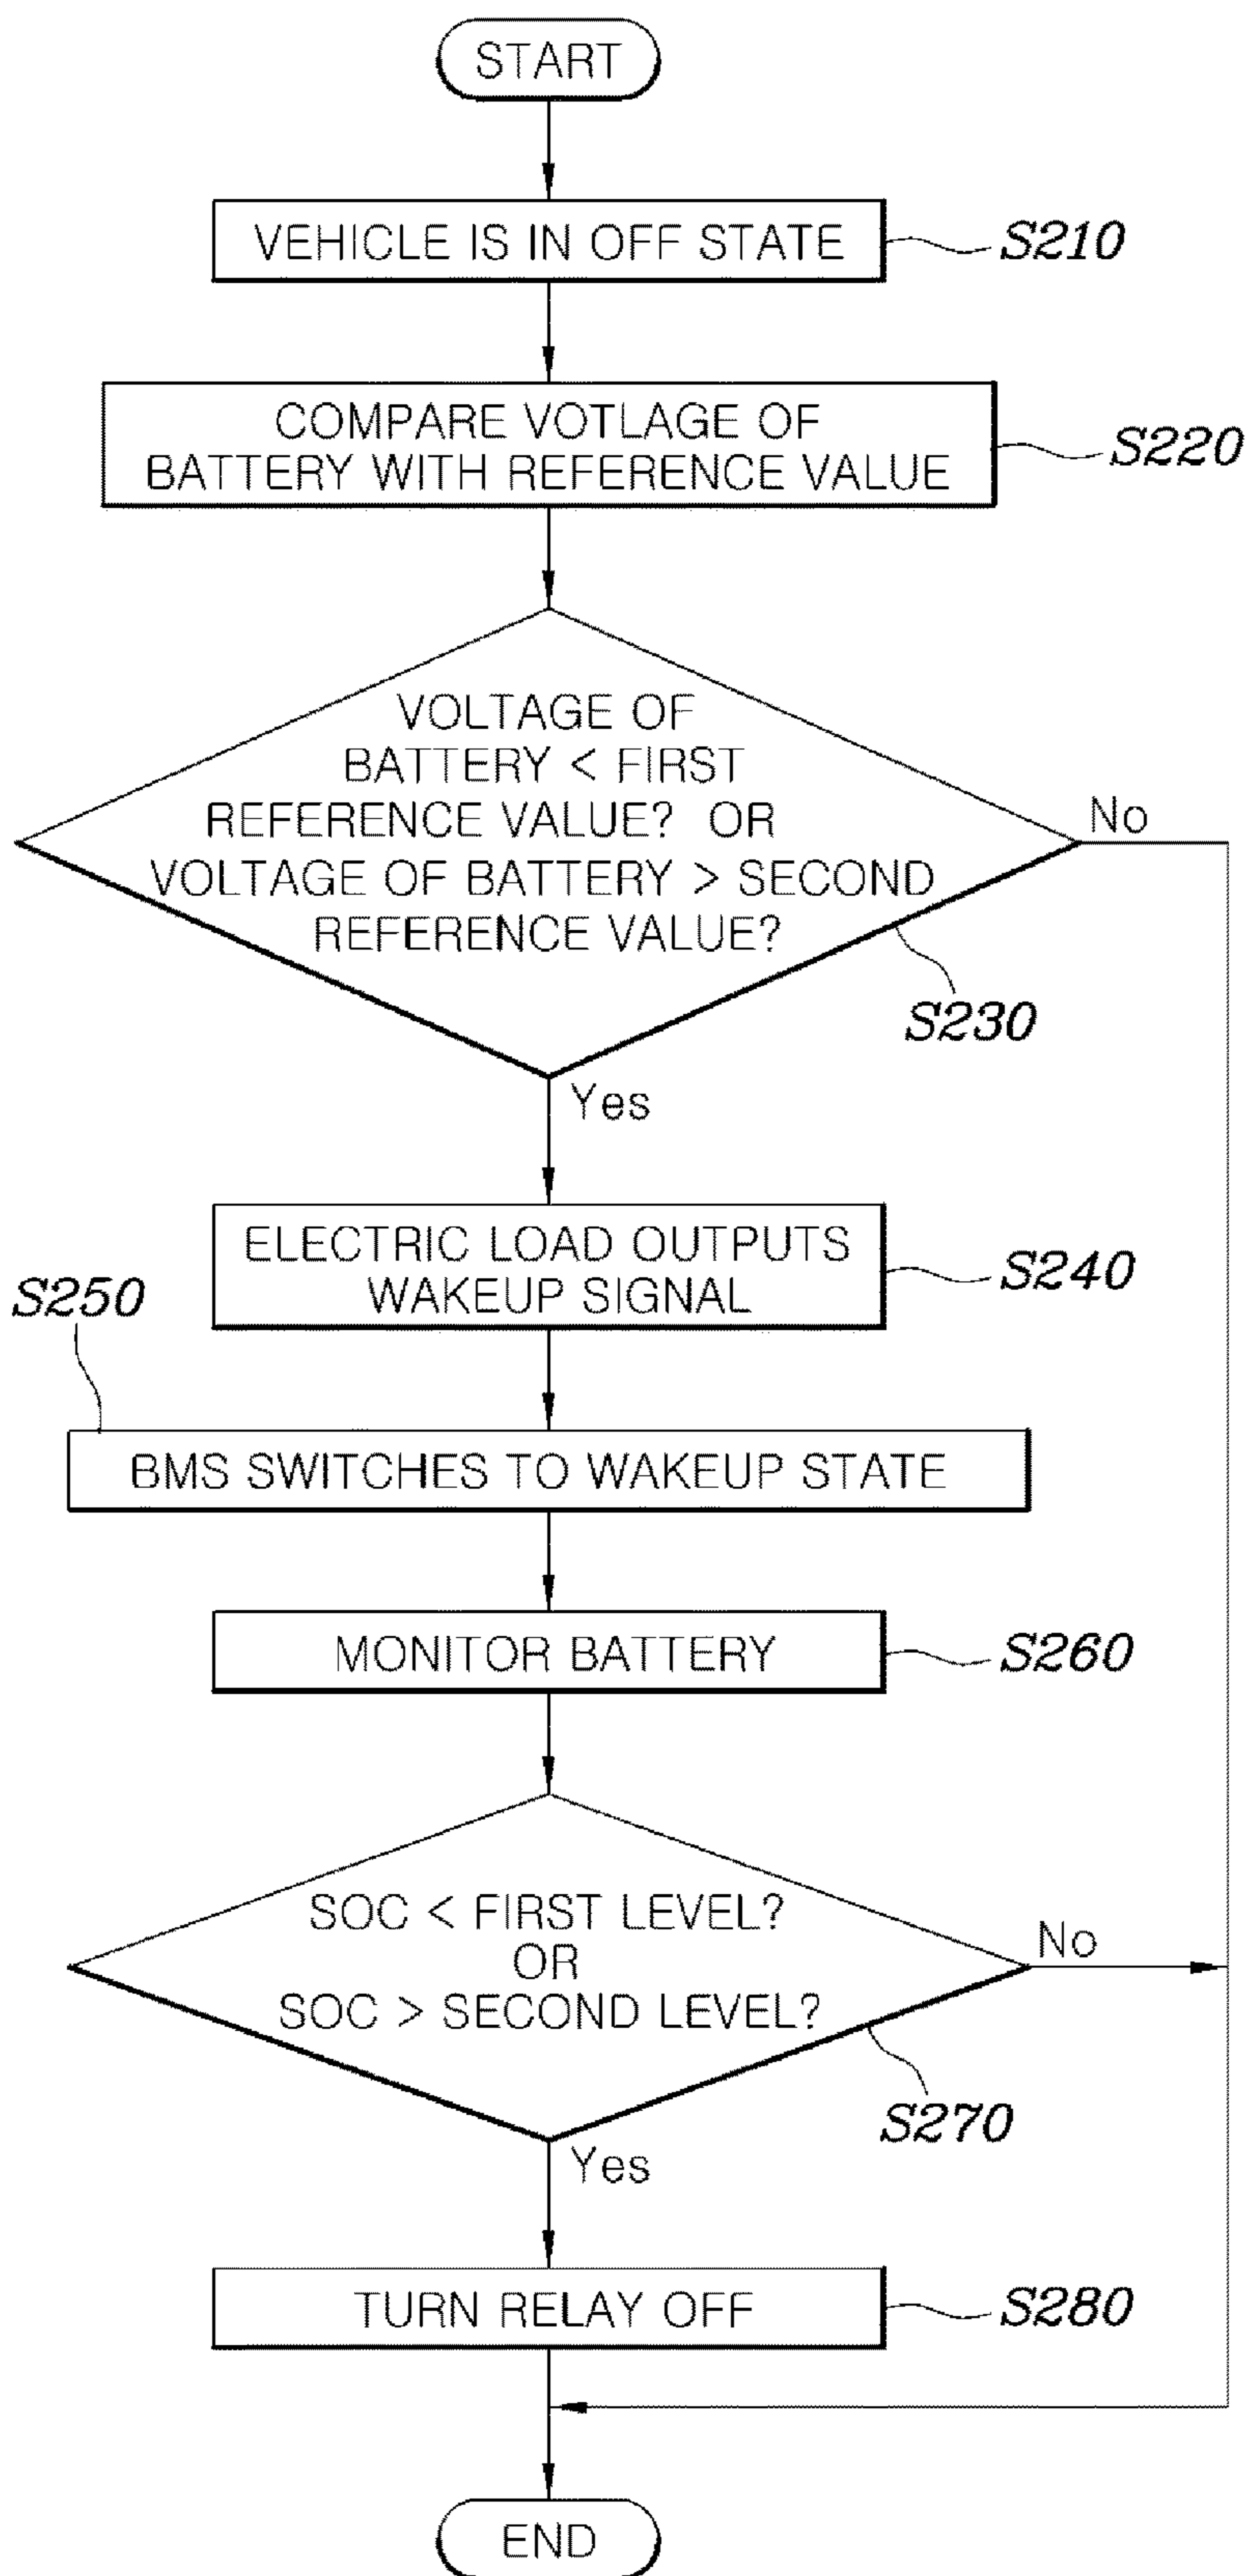 START
VEHICLE IS IN OFF STATE
S210
COMPARE VOTLAGE OF
BATTERY WITH REFERENCE VALUE
S220
VOLTAGE OF
BATTERY < FIRST
REFERENCE VALUE? OR
VOLTAGE OF BATTERY > SECOND
REFERENCE VALUE?
No
S230
Yes
ELECTRIC LOAD OUTPUTS
WAKEUP SIGNAL
S240
S250
BMS SWITCHES TO WAKEUP STATE
MONITOR BATTERY
S260
SOC < FIRST LEVEL?
OR
SOC > SECOND LEVEL?
No
S270
Yes
TURN RELAY OFF
S280
END